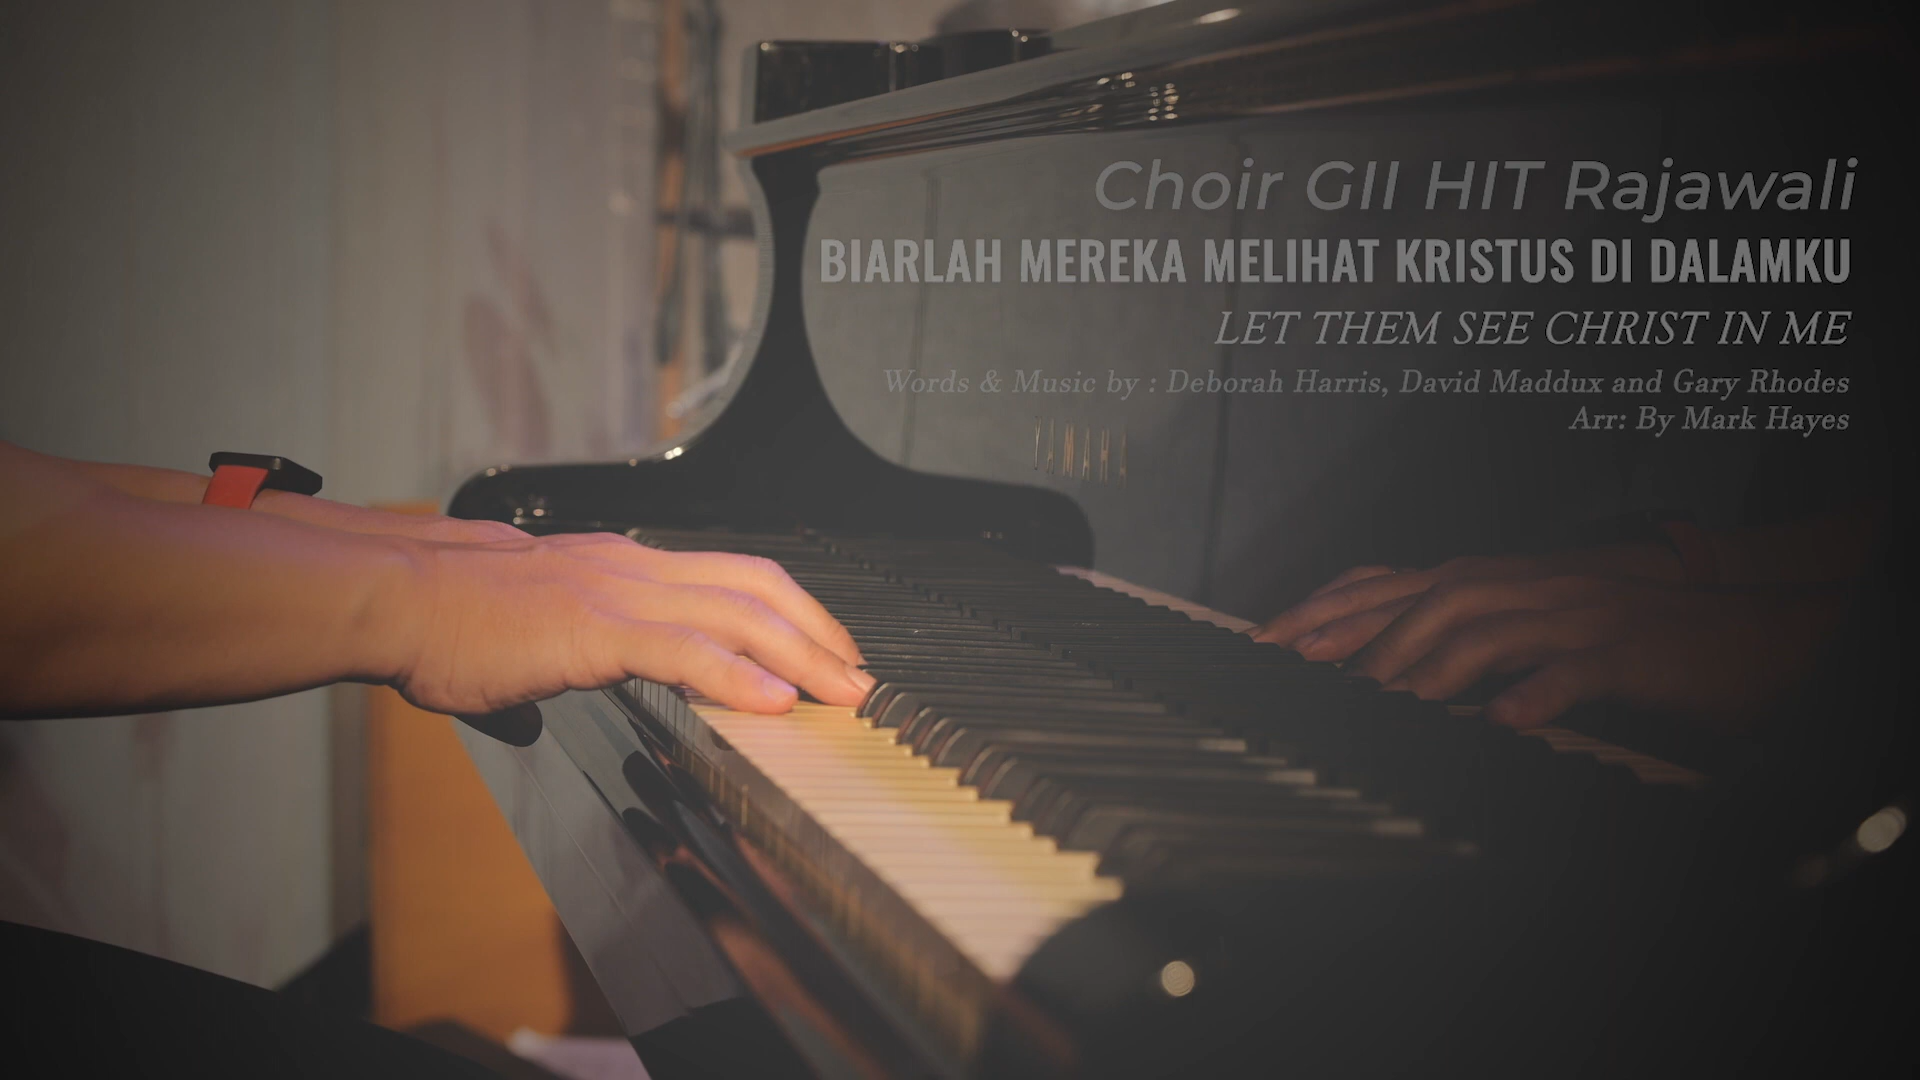 Choir GII HIT Rajawali
BIARLAH MEREKA MELIHAT KRISTUS DI DALAMKU
LET THEM SEE CHRIST IN ME
Words & Music by : Deborah Harris, David Maddux and Gary Rhodes
Arr: By Mark Hayes
YAMAHA